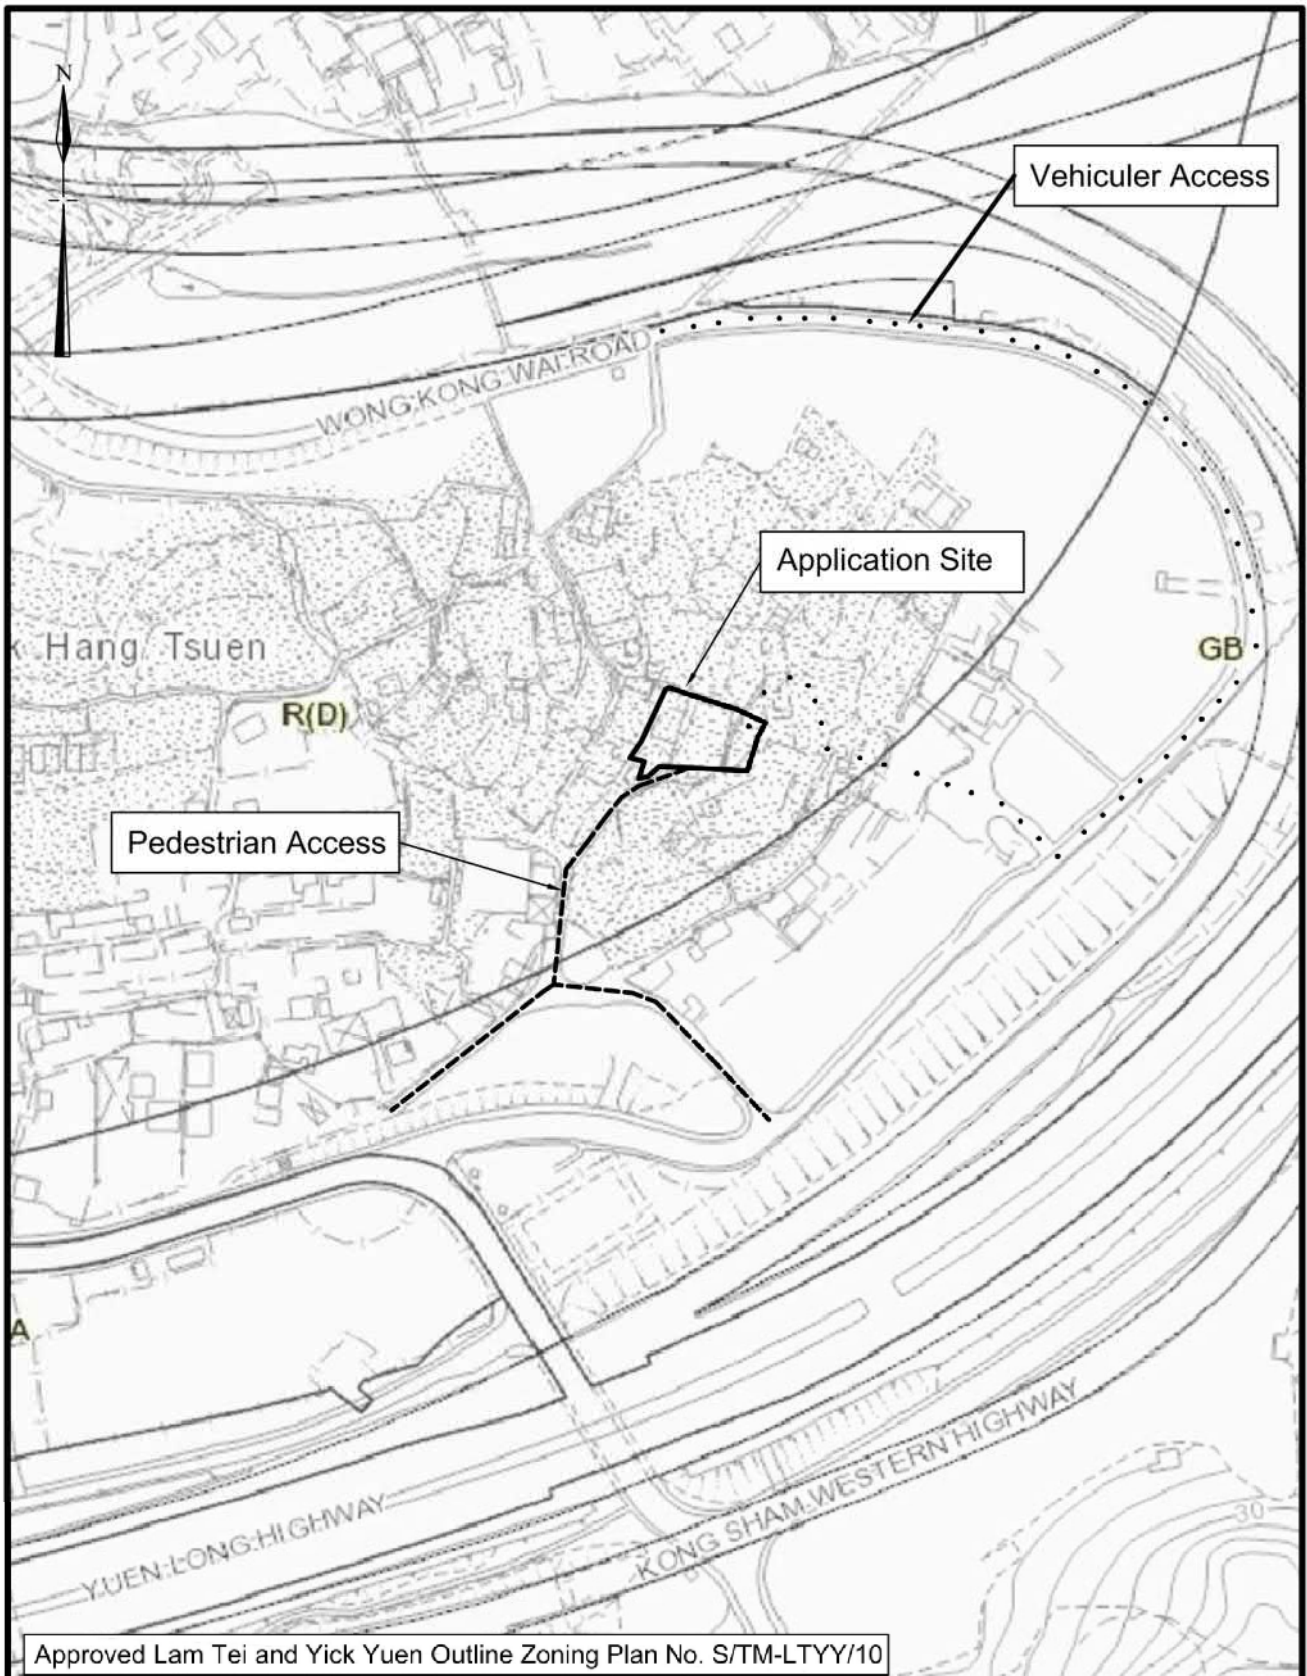 N
Vehiculer Access
WONG KONG WAI ROAD
Application Site
k Hang Tsuen
GB
R(D)
Pedestrian Access
A
YUEN LONG HIGHWAY
KONG SHAM WESTERN HIGHWAY
30
Approved Lam Tei and Yick Yuen Outline Zoning Plan No. S/TM-LTYY/10